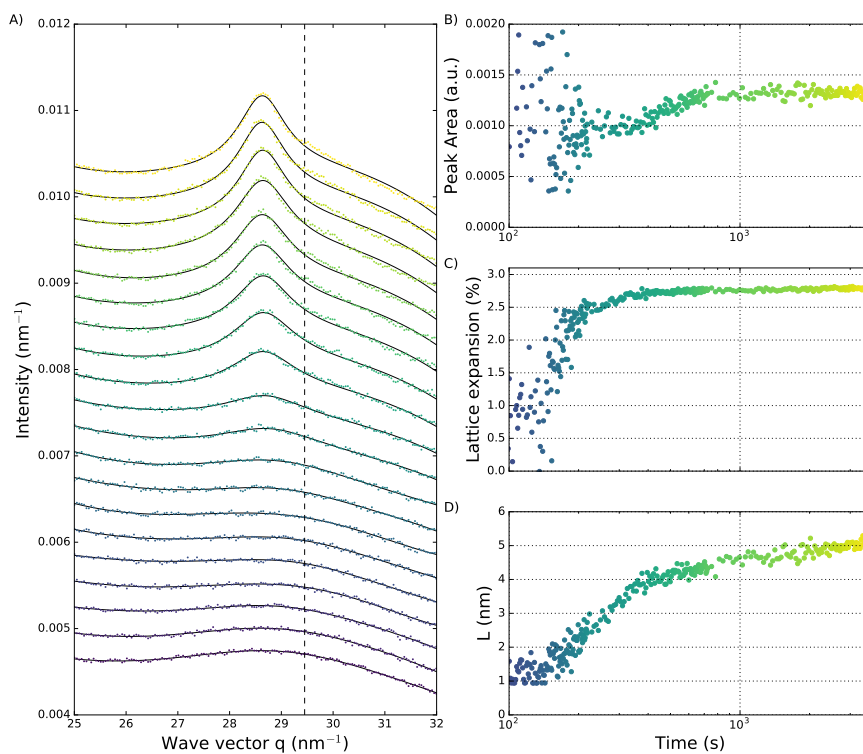 A)
0.012
0.011
0.010
0.009
0.008
0.007
0.006
0.005
0.004
Intensity (nm⁻¹)
25 26 27 28 29 30 31 32
Wave vector q (nm⁻¹)
B)
0.0020
0.0015
0.0010
0.0005
0.0000
Peak Area (a.u.)
10² 10³
C)
3.0
2.5
2.0
1.5
1.0
0.5
0.0
Lattice expansion (%)
D)
6
5
4
3
2
1
0
L (nm)
10² 10³
Time (s)